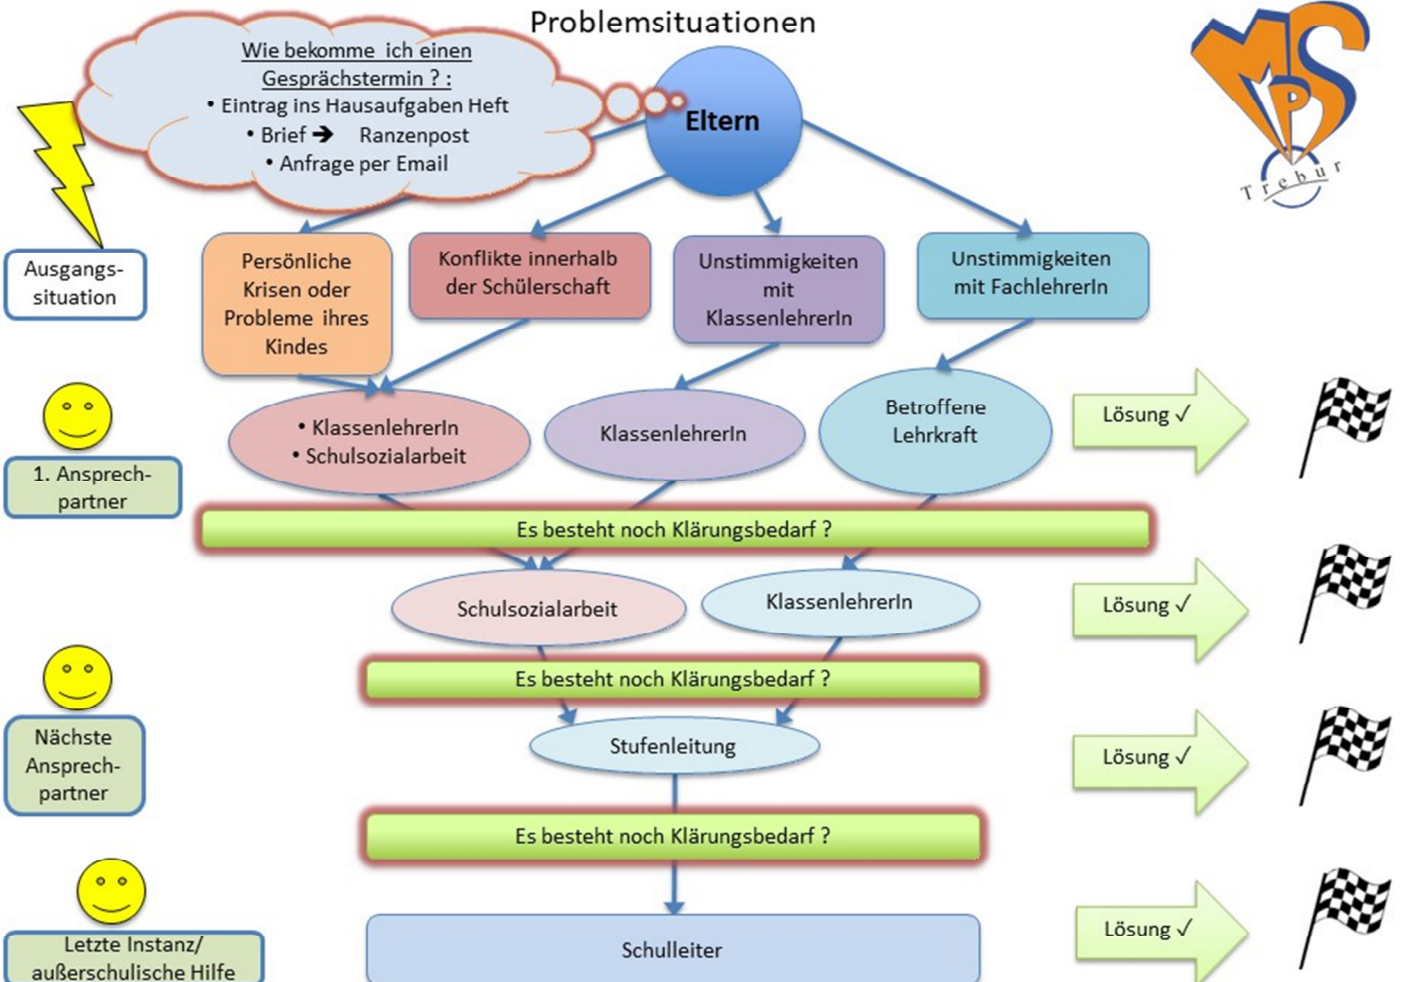 Problemsituationen
Wie bekomme ich einen
Gesprächstermin ? :
• Eintrag ins Hausaufgaben Heft
• Brief ➔ Ranzenpost
• Anfrage per Email
Eltern
MPS
Trebur
Ausgangs-
situation
Persönliche
Krisen oder
Probleme ihres
Kindes
Konflikte innerhalb
der Schülerschaft
Unstimmigkeiten
mit
KlassenlehrerIn
Unstimmigkeiten
mit FachlehrerIn
1. Ansprech-
partner
• KlassenlehrerIn
• Schulsozialarbeit
KlassenlehrerIn
Betroffene
Lehrkraft
Lösung ✓
Es besteht noch Klärungsbedarf ?
Schulsozialarbeit
KlassenlehrerIn
Lösung ✓
Es besteht noch Klärungsbedarf ?
Nächste
Ansprech-
partner
Stufenleitung
Lösung ✓
Es besteht noch Klärungsbedarf ?
Letzte Instanz/
außerschulische Hilfe
Schulleiter
Lösung ✓